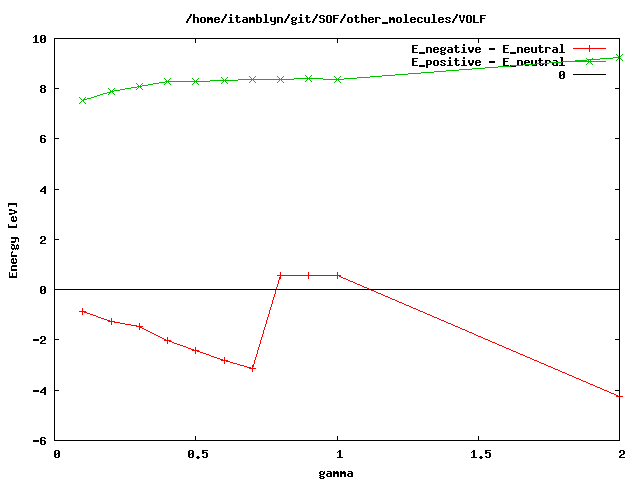 /home/itamblyn/git/SOF/other_molecules/VOLF
E_negative - E_neutral
E_positive - E_neutral
0
10
8
6
4
2
0
-2
-4
-6
Energy [eV]
0 0.5 1 1.5 2
gamma